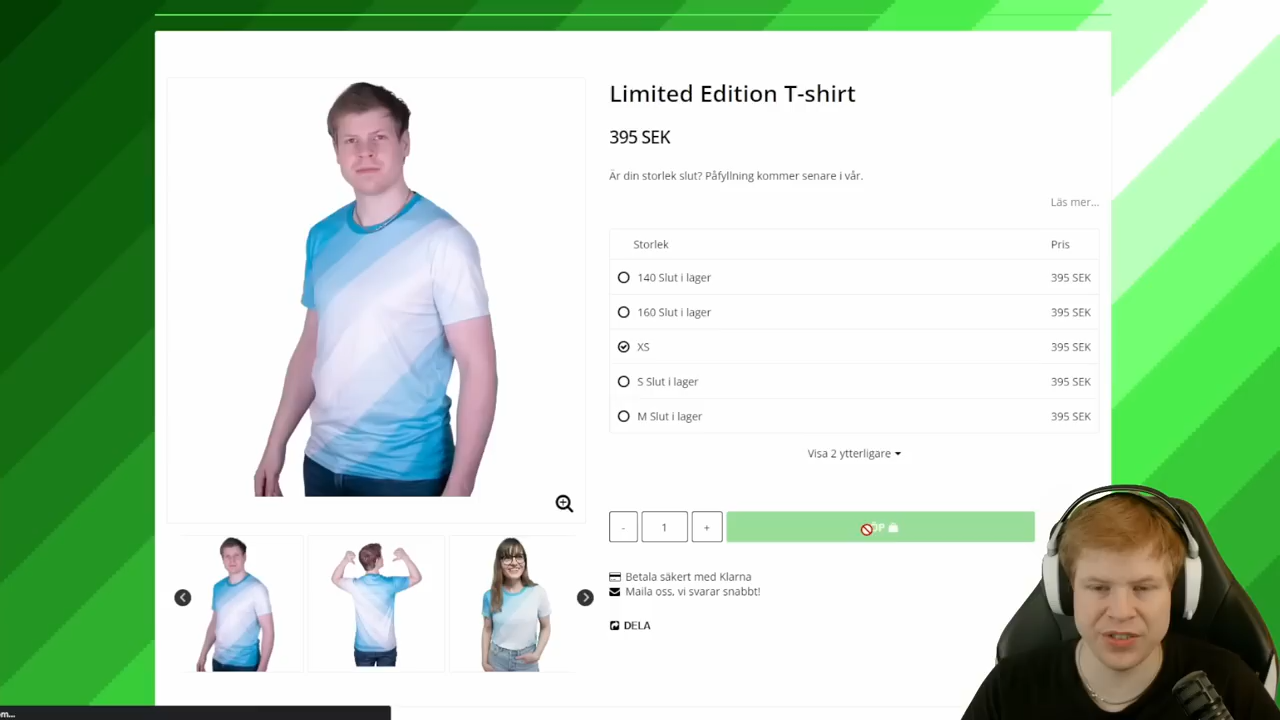 Limited Edition T-shirt
395 SEK
Är din storlek slut? Påfyllning kommer senare i vår.
Läs mer...
Storlek Pris
140 Slut i lager 395 SEK
160 Slut i lager 395 SEK
XS 395 SEK
S Slut i lager 395 SEK
M Slut i lager 395 SEK
Visa 2 ytterligare
- 1 +
Betala säkert med Klarna
Maila oss, vi svarar snabbt!
DELA